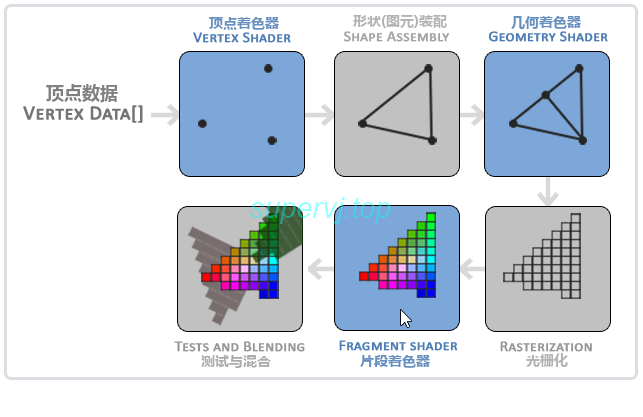 顶点着色器
VERTEX SHADER
形状(图元)装配
SHAPE ASSEMBLY
几何着色器
GEOMETRY SHADER
顶点数据
VERTEX DATA[]
supervj.top
TESTS AND BLENDING
测试与混合
FRAGMENT SHADER
片段着色器
RASTERIZATION
光栅化